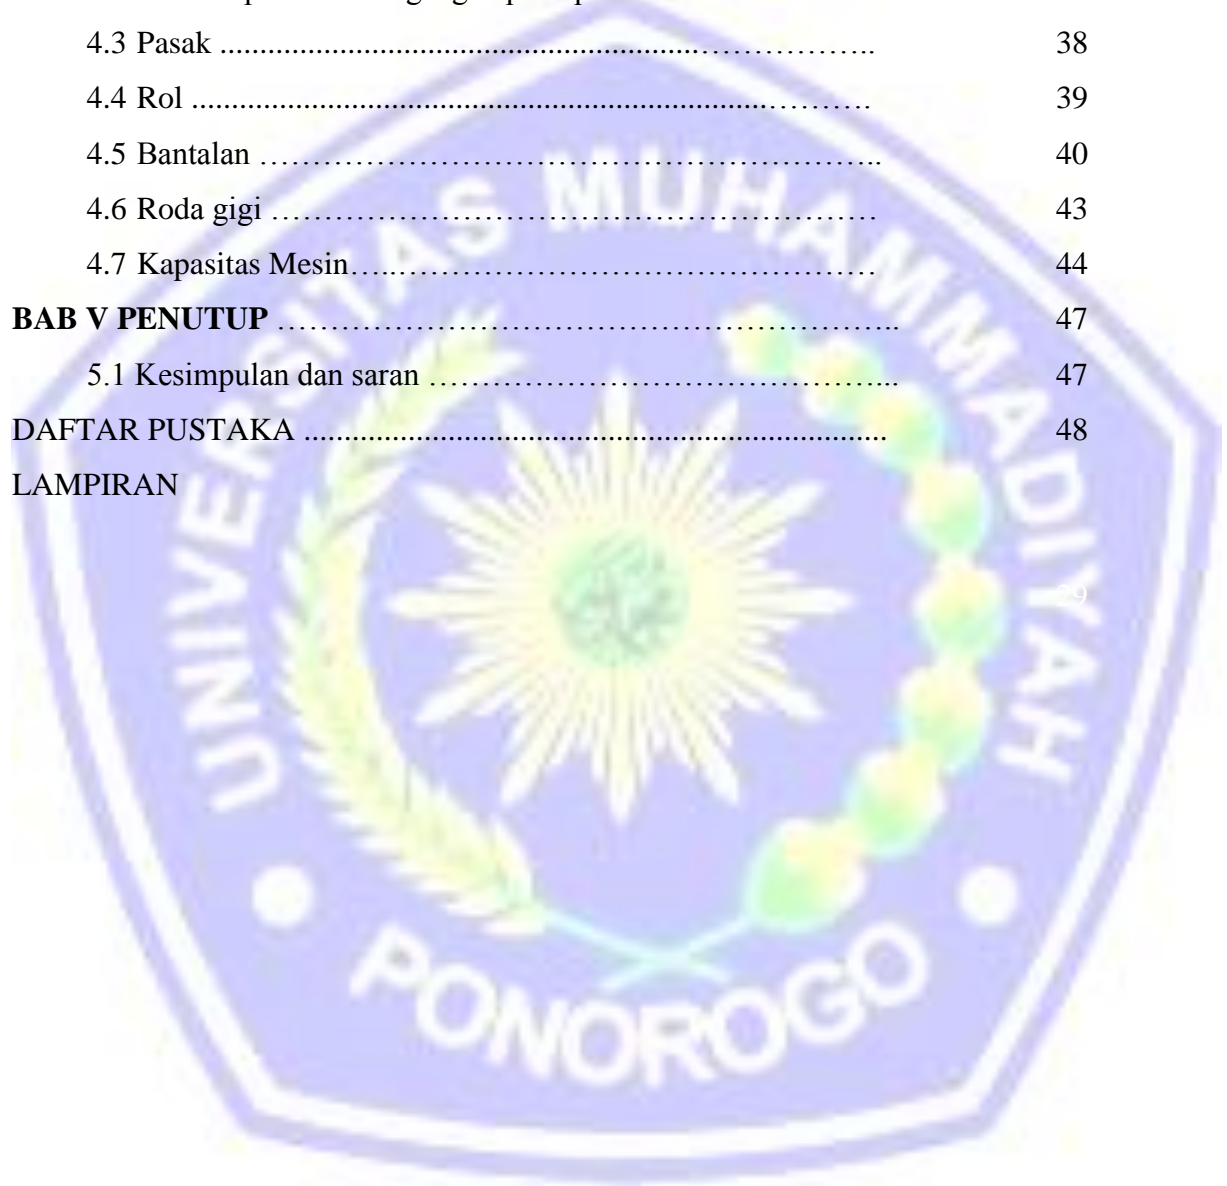 4.3 Pasak ............................................................……………….. 38
4.4 Rol ........................................................................………. 39
4.5 Bantalan ………………………………………………….. 40
4.6 Roda gigi ………………………………………………… 43
4.7 Kapasitas Mesin…..……………………………………… 44
BAB V PENUTUP ………………………………………………….. 47
5.1 Kesimpulan dan saran ……………………………………... 47
DAFTAR PUSTAKA ......................................................................... 48
LAMPIRAN
29
UNIVERSITAS MUHAMMADIYAH
PONOROGO